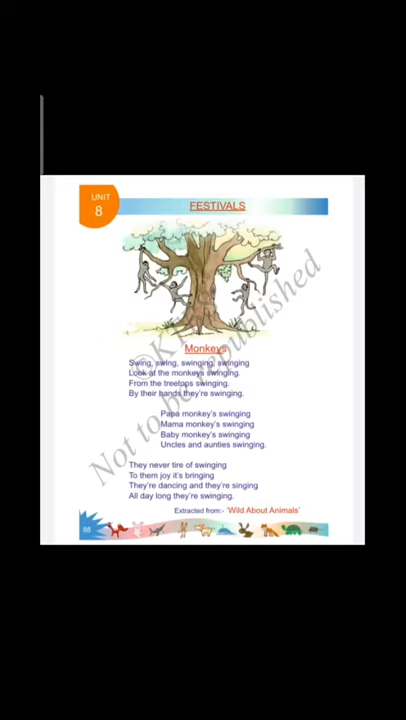 UNIT
8
FESTIVALS
Monkeys
Swing, swing, swinging, swinging
Look at the monkeys swinging.
From the treetops swinging.
By their hands they're swinging.
Papa monkey's swinging
Mama monkey's swinging
Baby monkey's swinging
Uncles and aunties swinging.
They never tire of swinging
To them joy it's bringing
They're dancing and they're singing
All day long they're swinging.
Extracted from:- 'Wild About Animals'
88
Not to be republished